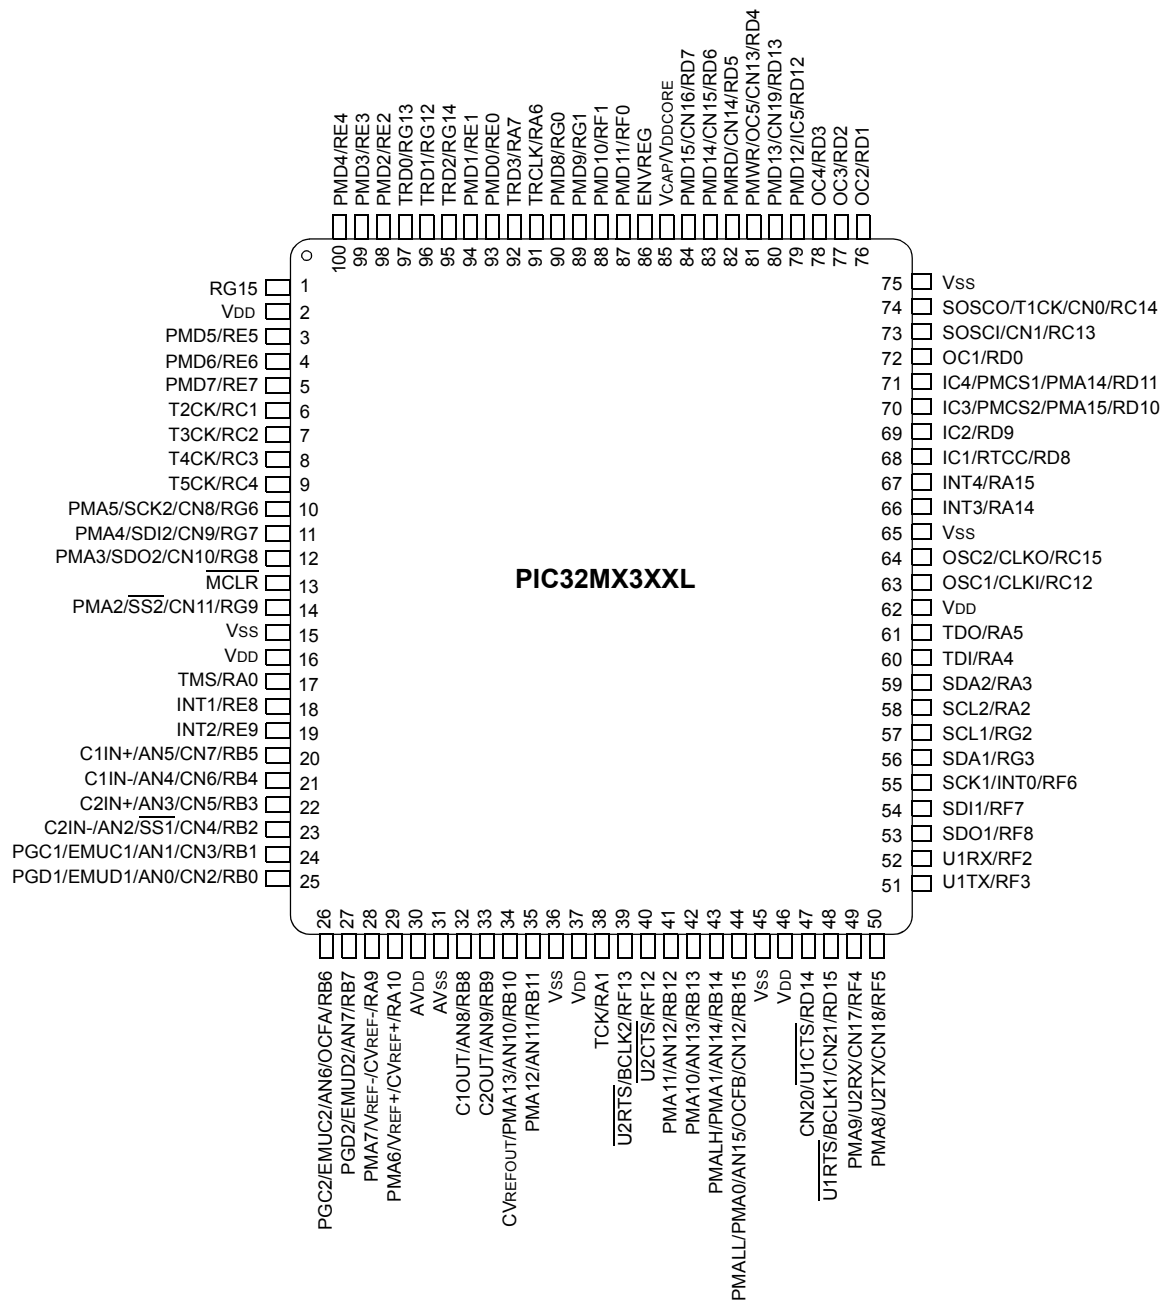 PMD4/RE4
PMD3/RE3
PMD2/RE2
TRD0/RG13
TRD1/RG12
TRD2/RG14
PMD1/RE1
PMD0/RE0
TRD3/RA7
TRCLK/RA6
PMD8/RG0
PMD9/RG1
PMD10/RF1
PMD11/RF0
ENVREG
VCAP/VDDCORE
PMD15/CN16/RD7
PMD14/CN15/RD6
PMRD/CN14/RD5
PMWR/OC5/CN13/RD4
PMD13/CN19/RD13
PMD12/IC5/RD12
OC4/RD3
OC3/RD2
OC2/RD1
100 99 98 97 96 95 94 93 92 91 90 89 88 87 86 85 84 83 82 81 80 79 78 77 76
RG15 1
VDD 2
PMD5/RE5 3
PMD6/RE6 4
PMD7/RE7 5
T2CK/RC1 6
T3CK/RC2 7
T4CK/RC3 8
T5CK/RC4 9
PMA5/SCK2/CN8/RG6 10
PMA4/SDI2/CN9/RG7 11
PMA3/SDO2/CN10/RG8 12
MCLR 13
PMA2/SS2/CN11/RG9 14
VSS 15
VDD 16
TMS/RA0 17
INT1/RE8 18
INT2/RE9 19
C1IN+/AN5/CN7/RB5 20
C1IN-/AN4/CN6/RB4 21
C2IN+/AN3/CN5/RB3 22
C2IN-/AN2/SS1/CN4/RB2 23
PGC1/EMUC1/AN1/CN3/RB1 24
PGD1/EMUD1/AN0/CN2/RB0 25
PIC32MX3XXL
75 VSS
74 SOSCO/T1CK/CN0/RC14
73 SOSCI/CN1/RC13
72 OC1/RD0
71 IC4/PMCS1/PMA14/RD11
70 IC3/PMCS2/PMA15/RD10
69 IC2/RD9
68 IC1/RTCC/RD8
67 INT4/RA15
66 INT3/RA14
65 VSS
64 OSC2/CLKO/RC15
63 OSC1/CLKI/RC12
62 VDD
61 TDO/RA5
60 TDI/RA4
59 SDA2/RA3
58 SCL2/RA2
57 SCL1/RG2
56 SDA1/RG3
55 SCK1/INT0/RF6
54 SDI1/RF7
53 SDO1/RF8
52 U1RX/RF2
51 U1TX/RF3
26 27 28 29 30 31 32 33 34 35 36 37 38 39 40 41 42 43 44 45 46 47 48 49 50
PGC2/EMUC2/AN6/OCFA/RB6
PGD2/EMUD2/AN7/RB7
PMA7/VREF-/CVREF-/RA9
PMA6/VREF+/CVREF+/RA10
AVDD
AVSS
C1OUT/AN8/RB8
C2OUT/AN9/RB9
CVREFOUT/PMA13/AN10/RB10
PMA12/AN11/RB11
VSS
VDD
TCK/RA1
U2RTS/BCLK2/RF13
U2CTS/RF12
PMA11/AN12/RB12
PMA10/AN13/RB13
PMALH/PMA1/AN14/RB14
PMALL/PMA0/AN15/OCFB/CN12/RB15
VSS
VDD
CN20/U1CTS/RD14
U1RTS/BCLK1/CN21/RD15
PMA9/U2RX/CN17/RF4
PMA8/U2TX/CN18/RF5